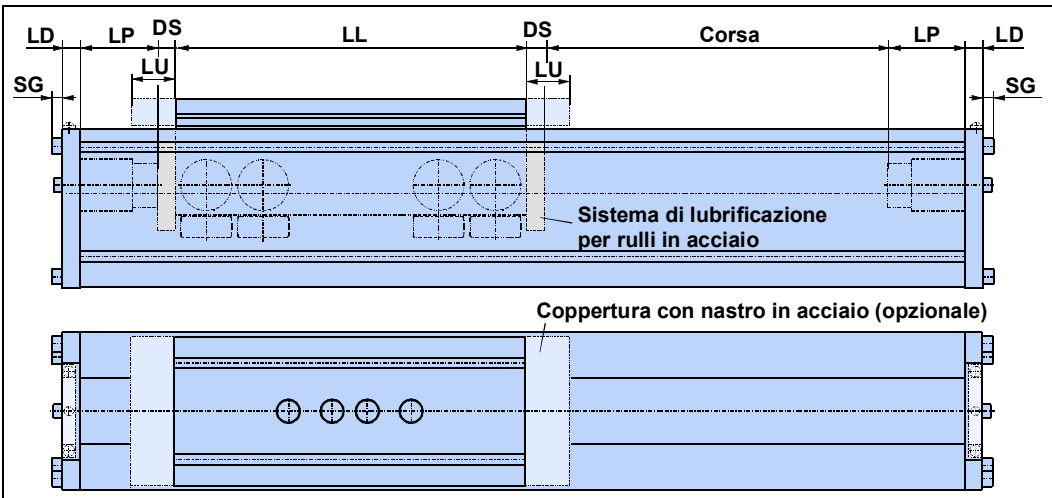 LD LP DS LL DS Corsa LP LD
SG LU LU SG
Sistema di lubrificazione
per rulli in acciaio
Coppertura con nastro in acciaio (opzionale)